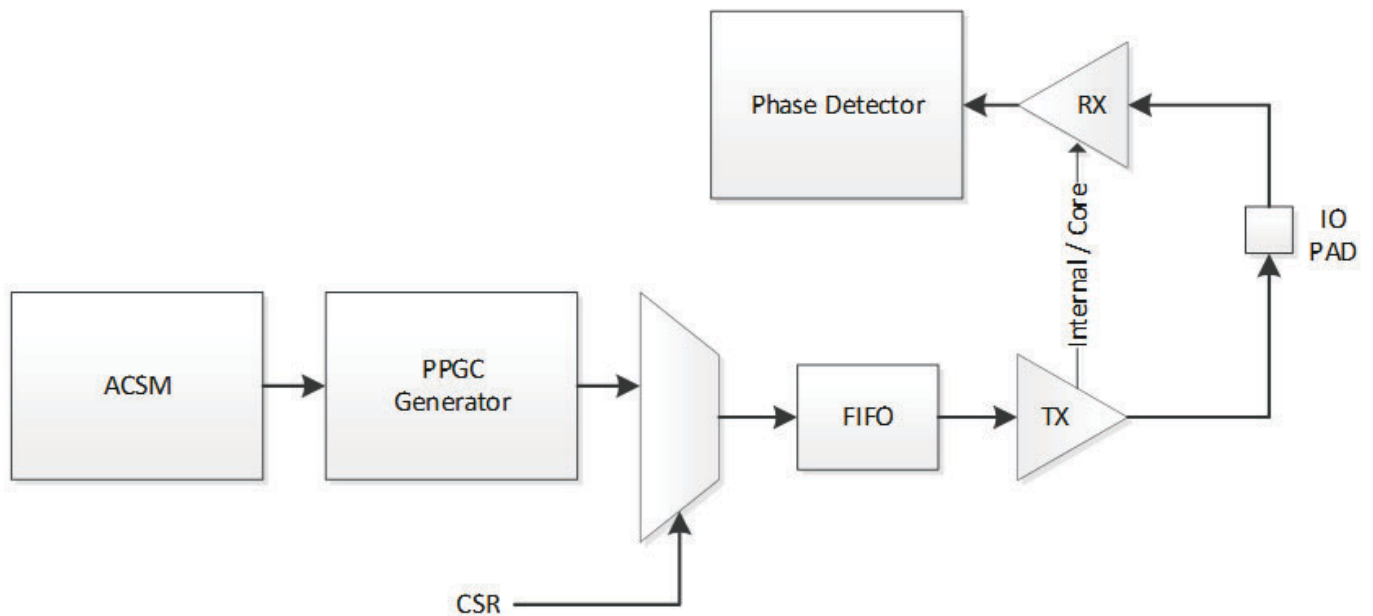 Phase Detector
RX
Internal / Core
IO
PAD
ACSM
PPGC
Generator
FIFO
TX
CSR